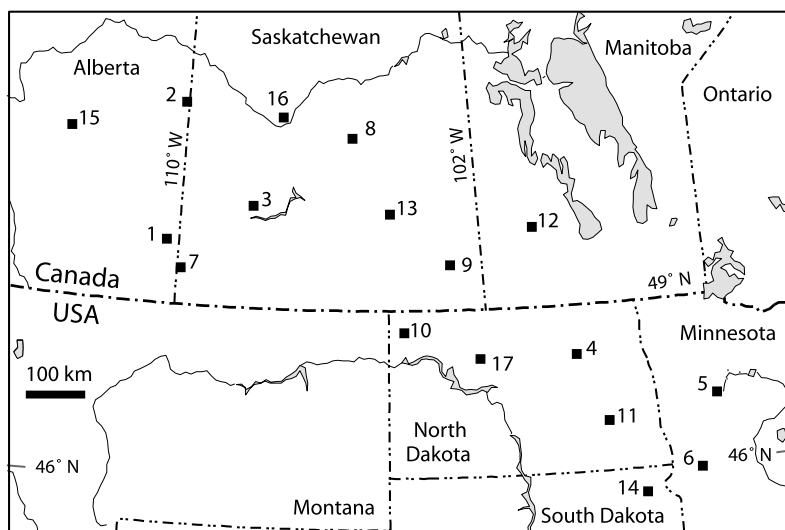 Saskatchewan
Manitoba
Alberta
Ontario
2
16
15
8
110° W
102° W
3
13
12
1
7
9
Canada
49° N
USA
10
Minnesota
17
4
100 km
5
11
North
Dakota
46° N
6
46° N
14
Montana
South Dakota